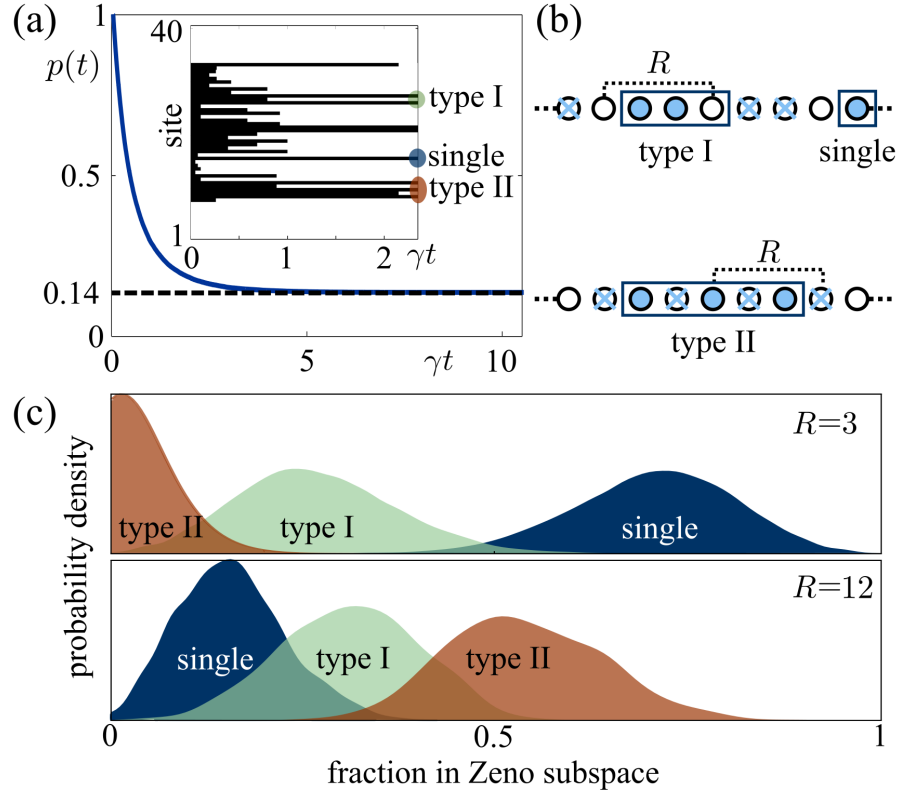 (a)
1
p(t)
0.5
0.14
0
0
5
γt
10
40
site
1
0
1
2
γt
type I
single
type II
(b)
R
type I
single
R
type II
(c)
probability density
R=3
type II
type I
single
R=12
single
type I
type II
0
0.5
1
fraction in Zeno subspace